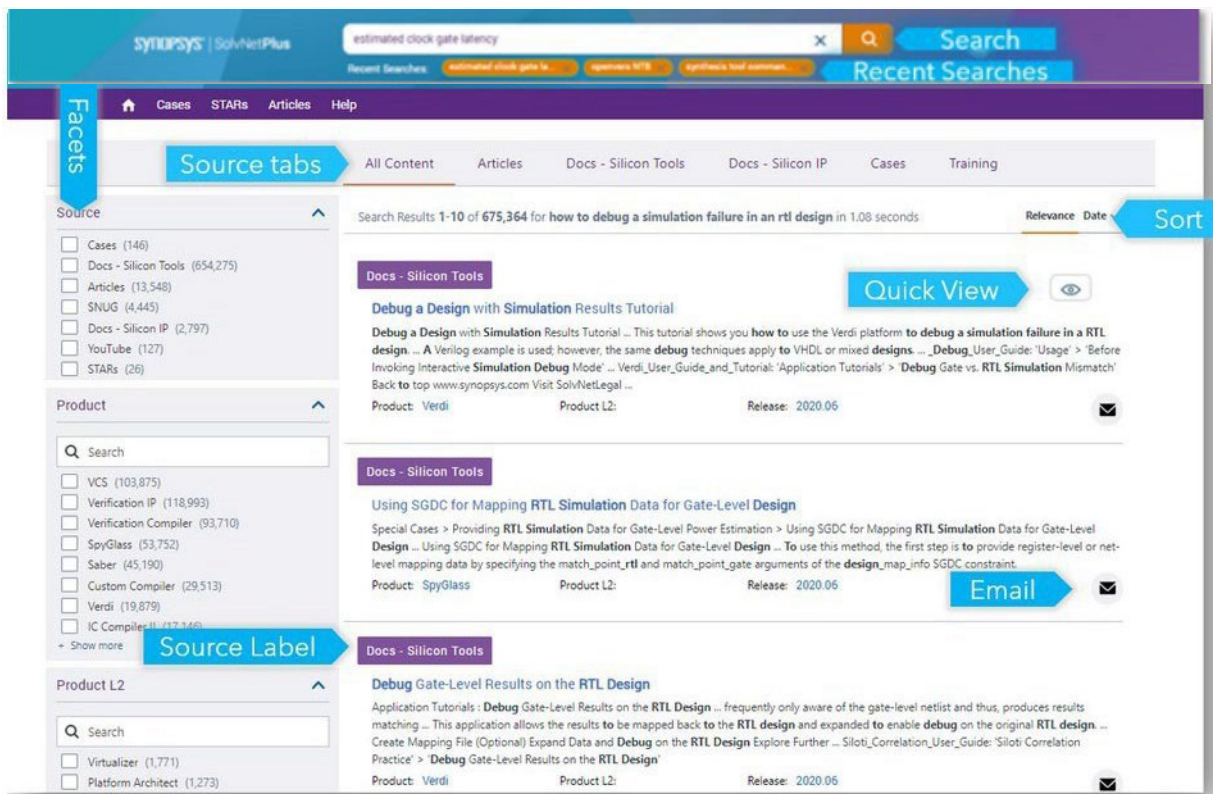 SYNOPSYS | SolvNetPlus
estimated clock gate latency
Search
Recent Searches: estimated clock gate la... openvera NTB synthesis tool comman...
Recent Searches
Facets
Cases STARs Articles Help
Source tabs
All Content Articles Docs - Silicon Tools Docs - Silicon IP Cases Training
Source
Cases (146)
Docs - Silicon Tools (654,275)
Articles (13,548)
SNUG (4,445)
Docs - Silicon IP (2,797)
YouTube (127)
STARs (26)
Product
Search
VCS (103,875)
Verification IP (118,993)
Verification Compiler (93,710)
SpyGlass (53,752)
Saber (45,190)
Custom Compiler (29,513)
Verdi (19,879)
IC Compiler II (17,146)
+ Show more
Product L2
Search
Virtualizer (1,771)
Platform Architect (1,273)
Search Results 1-10 of 675,364 for how to debug a simulation failure in an rtl design in 1.08 seconds
Relevance Date
Sort
Docs - Silicon Tools
Quick View
Debug a Design with Simulation Results Tutorial
Debug a Design with Simulation Results Tutorial ... This tutorial shows you how to use the Verdi platform to debug a simulation failure in a RTL
design. ... A Verilog example is used; however, the same debug techniques apply to VHDL or mixed designs. ... _Debug_User_Guide: 'Usage' > 'Before
Invoking Interactive Simulation Debug Mode' ... Verdi_User_Guide_and_Tutorial: 'Application Tutorials' > 'Debug Gate vs. RTL Simulation Mismatch'
Back to top www.synopsys.com Visit SolvNetLegal ...
Product: Verdi Product L2: Release: 2020.06
Docs - Silicon Tools
Using SGDC for Mapping RTL Simulation Data for Gate-Level Design
Special Cases > Providing RTL Simulation Data for Gate-Level Power Estimation > Using SGDC for Mapping RTL Simulation Data for Gate-Level
Design ... Using SGDC for Mapping RTL Simulation Data for Gate-Level Design ... To use this method, the first step is to provide register-level or net-
level mapping data by specifying the match_point_rtl and match_point_gate arguments of the design_map_info SGDC constraint.
Product: SpyGlass Release: 2020.06
Email
Source Label
Docs - Silicon Tools
Debug Gate-Level Results on the RTL Design
Application Tutorials : Debug Gate-Level Results on the RTL Design ... frequently only aware of the gate-level netlist and thus, produces results
matching ... This application allows the results to be mapped back to the RTL design and expanded to enable debug on the original RTL design. ...
Create Mapping File (Optional) Expand Data and Debug on the RTL Design Explore Further ... Siloti_Correlation_User_Guide: 'Siloti Correlation
Practice' > 'Debug Gate-Level Results on the RTL Design'
Product: Verdi Product L2: Release: 2020.06